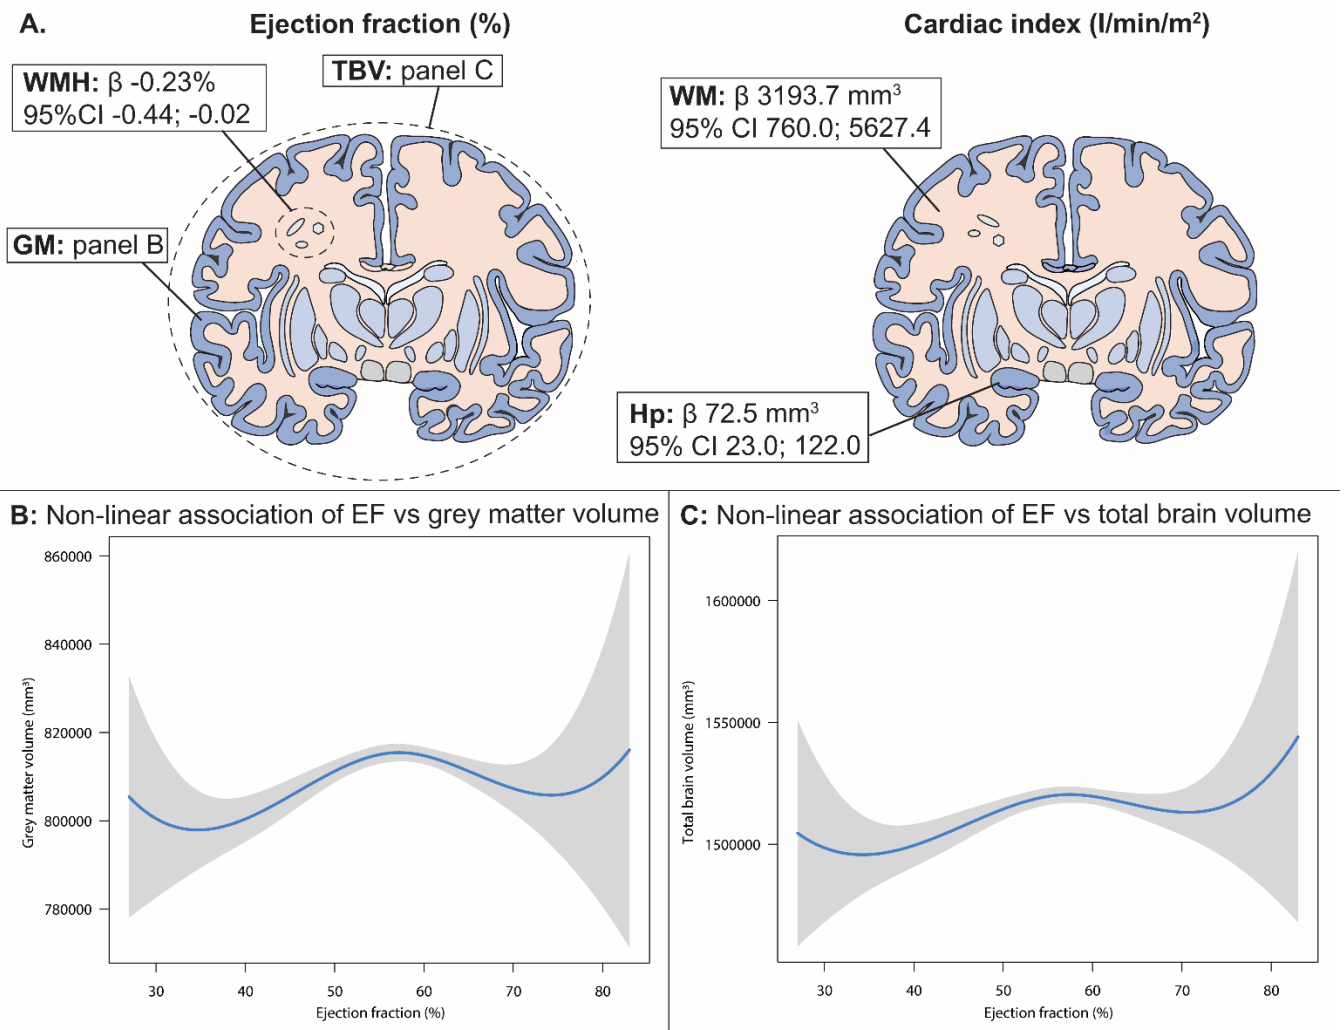 A.
Ejection fraction (%)
Cardiac index (l/min/m²)
WMH: β -0.23%
95%CI -0.44; -0.02
TBV: panel C
GM: panel B
WM: β 3193.7 mm³
95% CI 760.0; 5627.4
Hp: β 72.5 mm³
95% CI 23.0; 122.0
B: Non-linear association of EF vs grey matter volume
860000
840000
820000
800000
780000
Grey matter volume (mm³)
30 40 50 60 70 80
Ejection fraction (%)
C: Non-linear association of EF vs total brain volume
1600000
1550000
1500000
Total brain volume (mm³)
30 40 50 60 70 80
Ejection fraction (%)